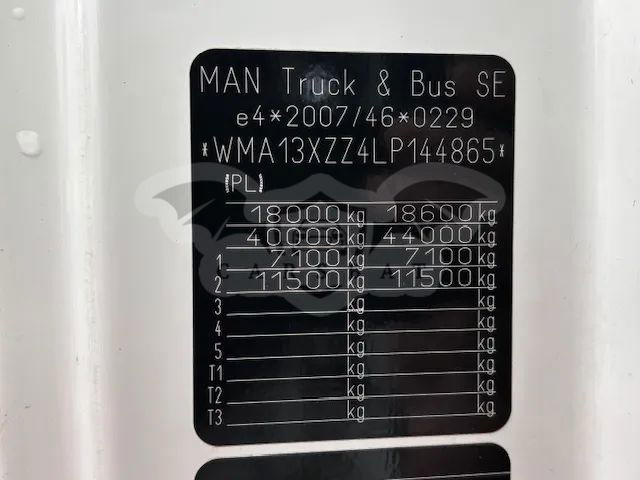 MAN Truck & Bus SE
e4*2007/46*0229
*WMA13XZZ4LP144865*
(PL)
18000 kg 18600 kg
40000 kg 44000 kg
1 7100 kg 7100 kg
2 11500 kg 11500 kg
3 kg kg
4 kg kg
5 kg kg
T1 kg kg
T2 kg kg
T3 kg kg